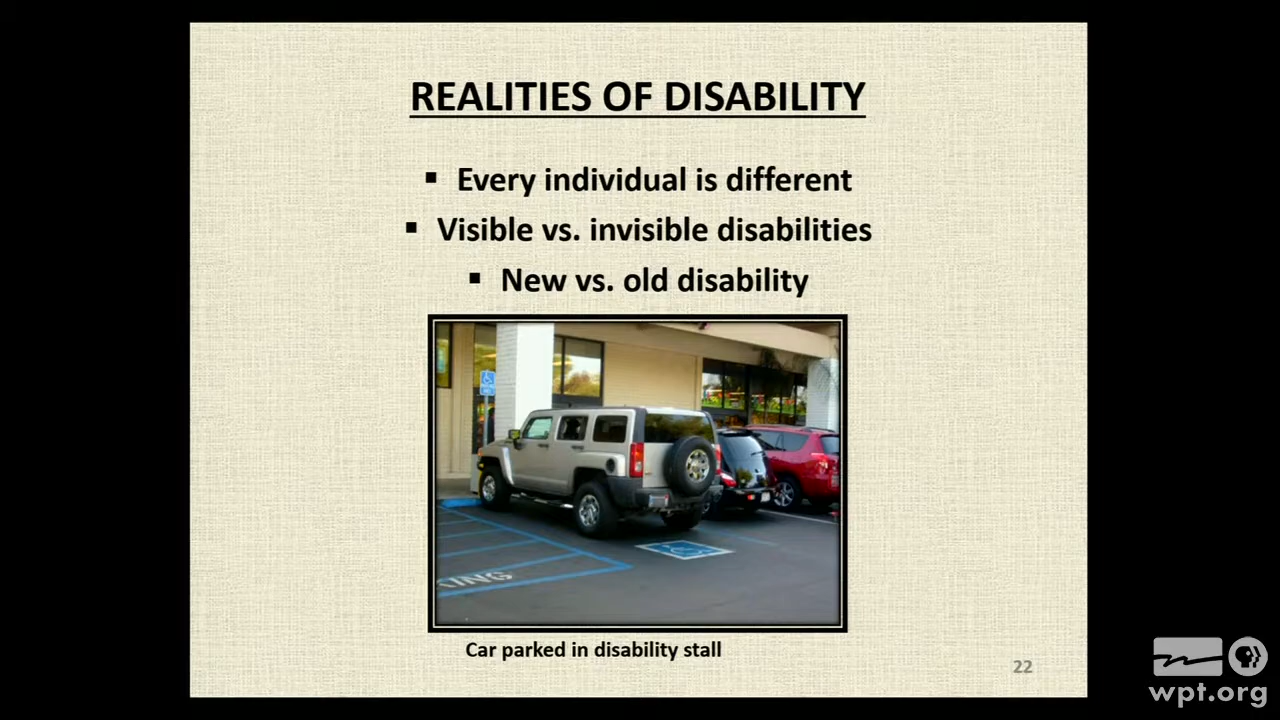 REALITIES OF DISABILITY
▪ Every individual is different
▪ Visible vs. invisible disabilities
▪ New vs. old disability
KING
Car parked in disability stall
22
wpt.org